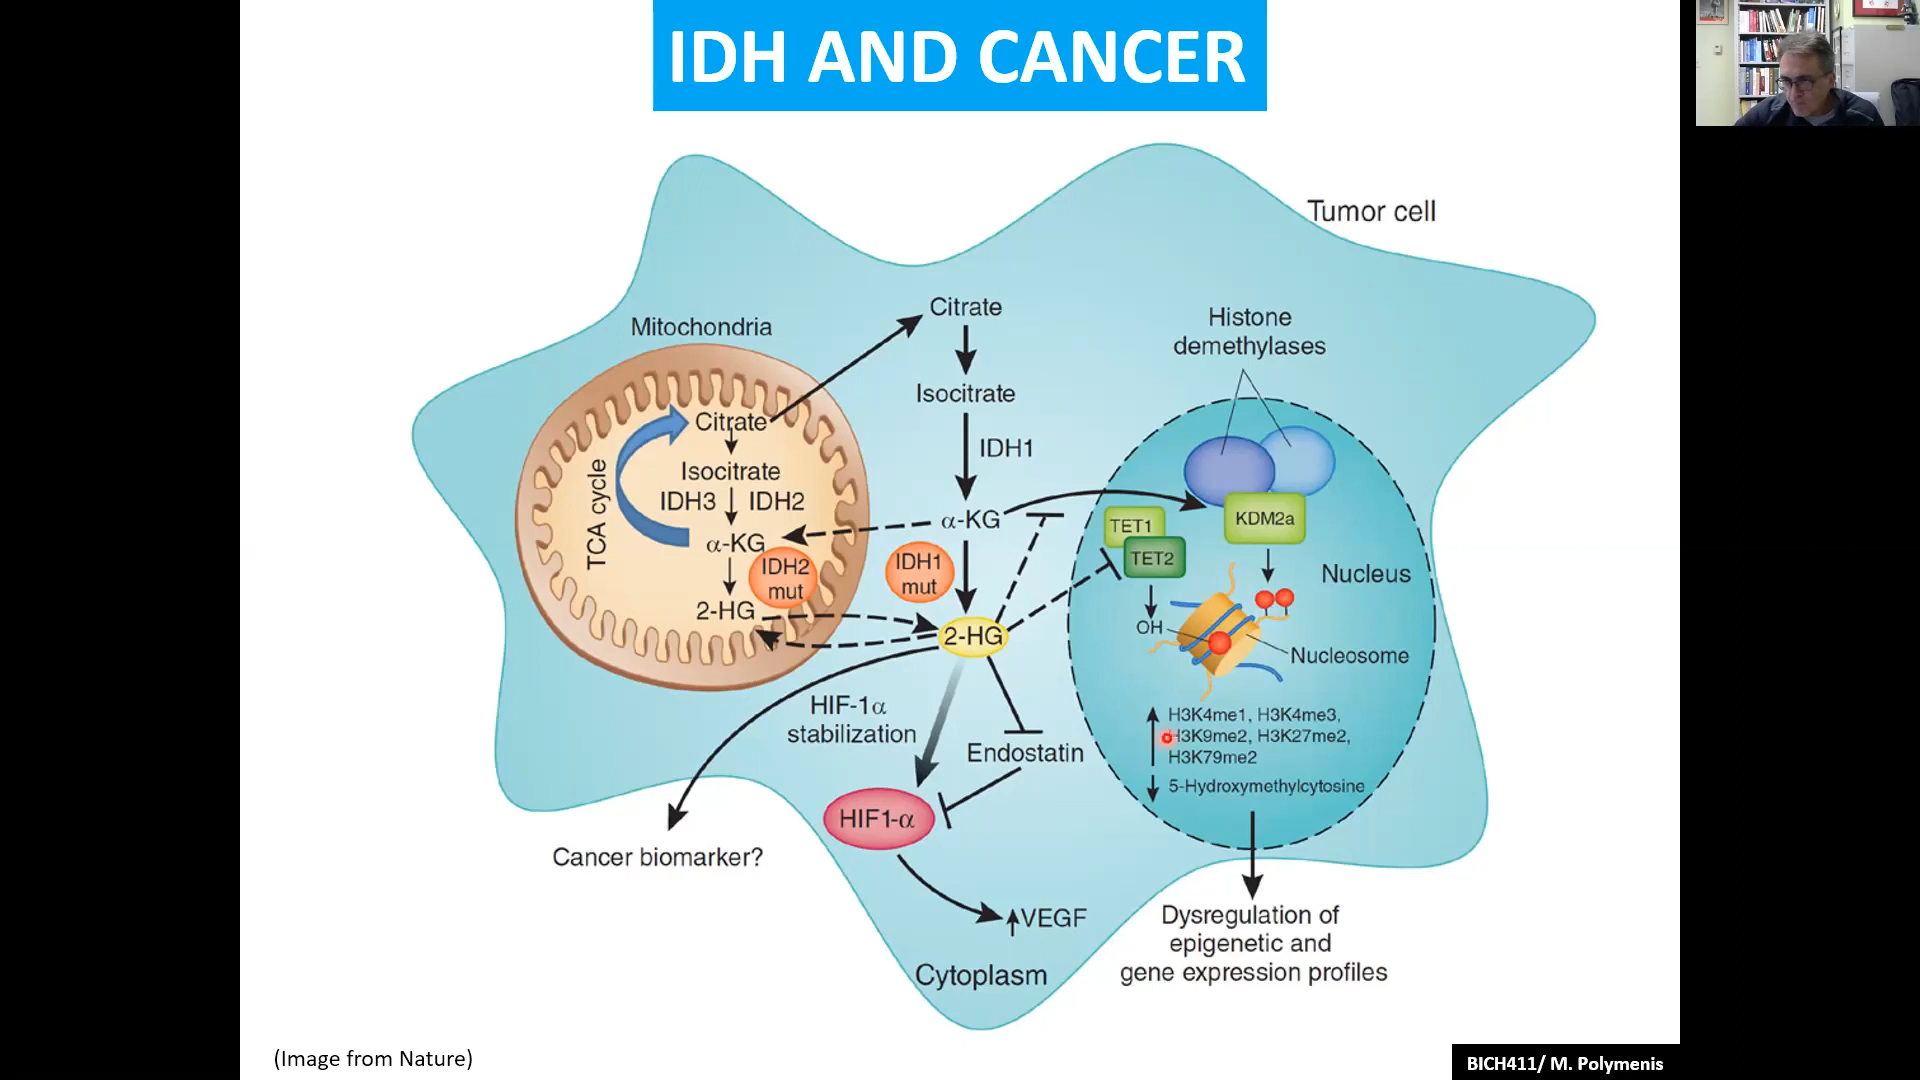 IDH AND CANCER
Tumor cell
Mitochondria
Citrate
Isocitrate
IDH3
IDH2
α-KG
2-HG
TCA cycle
IDH2
mut
Citrate
Isocitrate
IDH1
α-KG
IDH1
mut
2-HG
HIF-1α
stabilization
Endostatin
HIF1-α
VEGF
Cytoplasm
Cancer biomarker?
Histone
demethylases
KDM2a
TET1
TET2
Nucleus
OH
Nucleosome
H3K4me1, H3K4me3,
H3K9me2, H3K27me2,
H3K79me2
5-Hydroxymethylcytosine
Dysregulation of
epigenetic and
gene expression profiles
(Image from Nature)
BICH411/ M. Polymenis